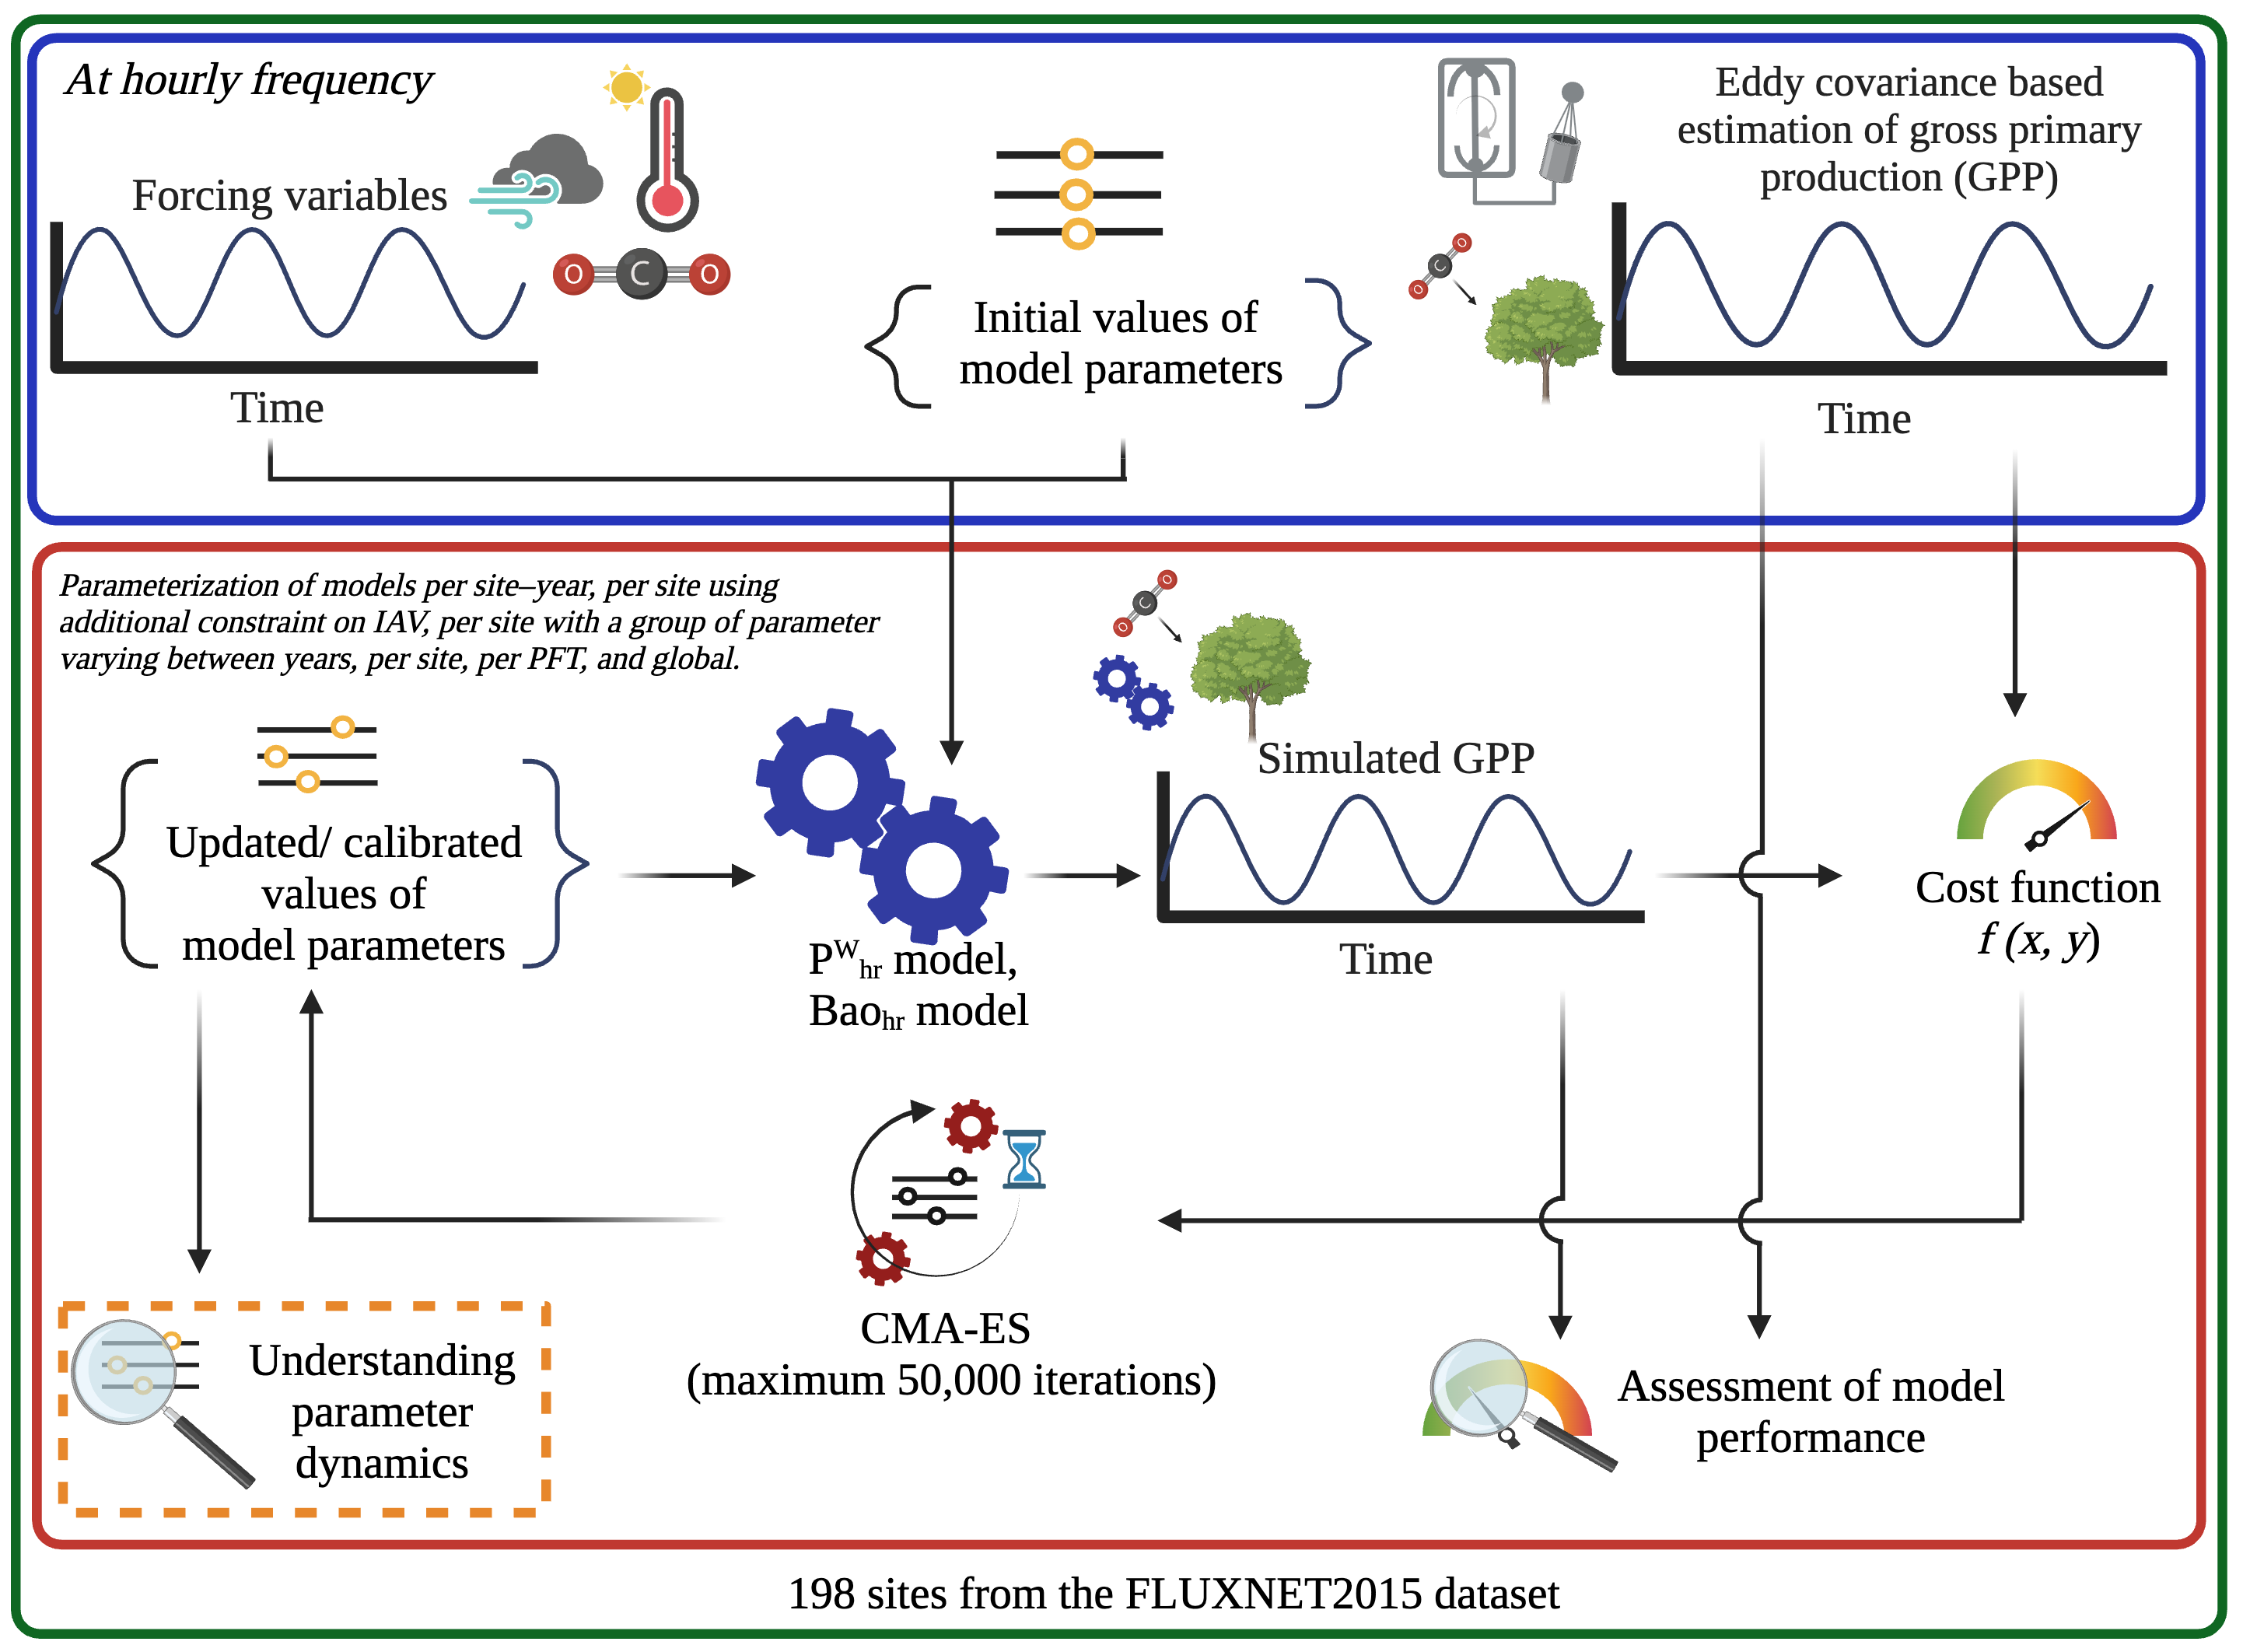 At hourly frequency
Forcing variables
O C O
Time
Initial values of
model parameters
Eddy covariance based
estimation of gross primary
production (GPP)
O
C
O
Time
Parameterization of models per site–year, per site using
additional constraint on IAV, per site with a group of parameter
varying between years, per site, per PFT, and global.
Updated/ calibrated
values of
model parameters
P^W_hr model,
Bao_hr model
O
C
O
Simulated GPP
Time
Cost function
f (x, y)
CMA-ES
(maximum 50,000 iterations)
Understanding
parameter
dynamics
Assessment of model
performance
198 sites from the FLUXNET2015 dataset